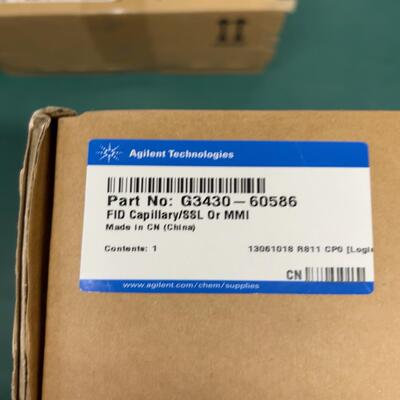 Agilent Technologies
Part No: G3430-60586
FID Capillary/SSL Or MMI
Made in CN (China)
Contents: 1
13061018 R811 CP0 [Logi
CN
www.agilent.com/chem/supplies